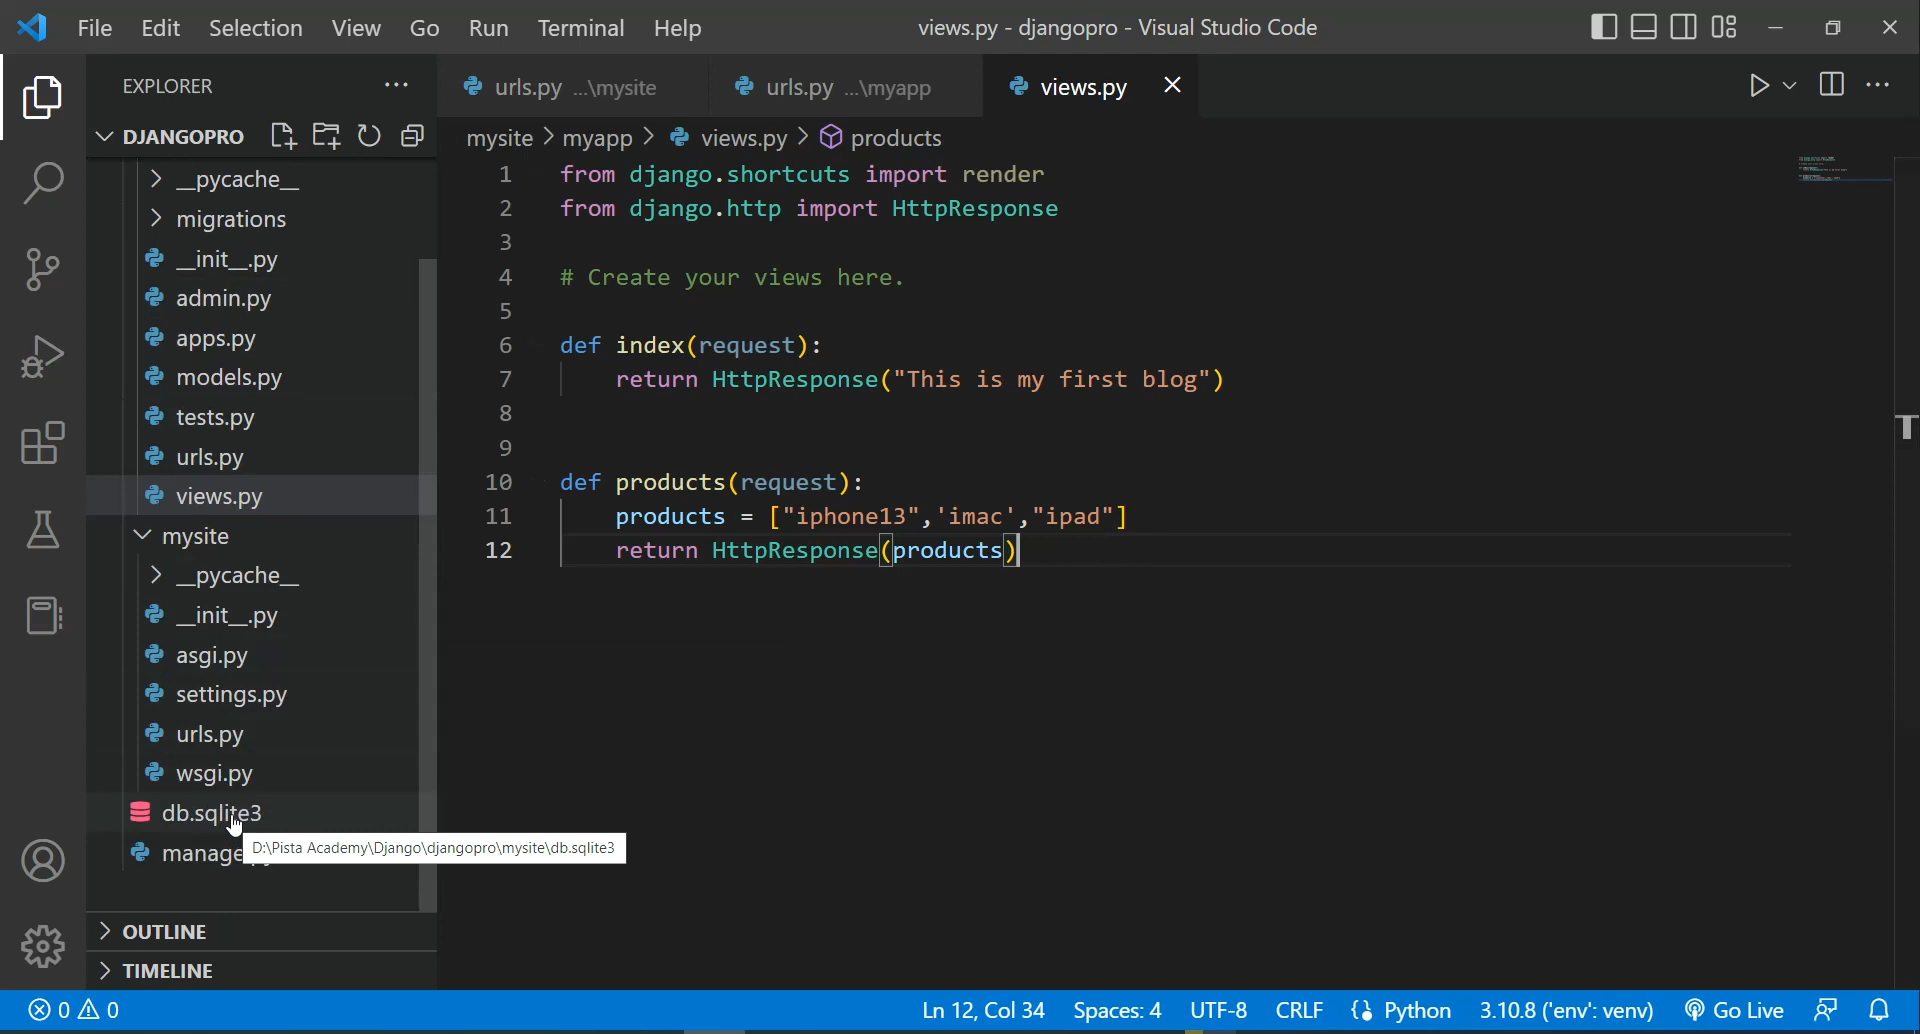 File Edit Selection View Go Run Terminal Help
views.py - djangopro - Visual Studio Code
EXPLORER
DJANGOPRO
__pycache__
migrations
__init__.py
admin.py
apps.py
models.py
tests.py
urls.py
views.py
mysite
__pycache__
__init__.py
asgi.py
settings.py
urls.py
wsgi.py
db.sqlite3
manage
D:\Pista Academy\Django\djangopro\mysite\db.sqlite3
OUTLINE
TIMELINE
urls.py ...\mysite
urls.py ...\myapp
views.py
mysite > myapp > views.py > products
1 from django.shortcuts import render
2 from django.http import HttpResponse
3
4 # Create your views here.
5
6 def index(request):
7 return HttpResponse("This is my first blog")
8
9
10 def products(request):
11 products = ["iphone13",'imac',"ipad"]
12 return HttpResponse(products)
0 0
Ln 12, Col 34 Spaces: 4 UTF-8 CRLF Python 3.10.8 ('env': venv) Go Live